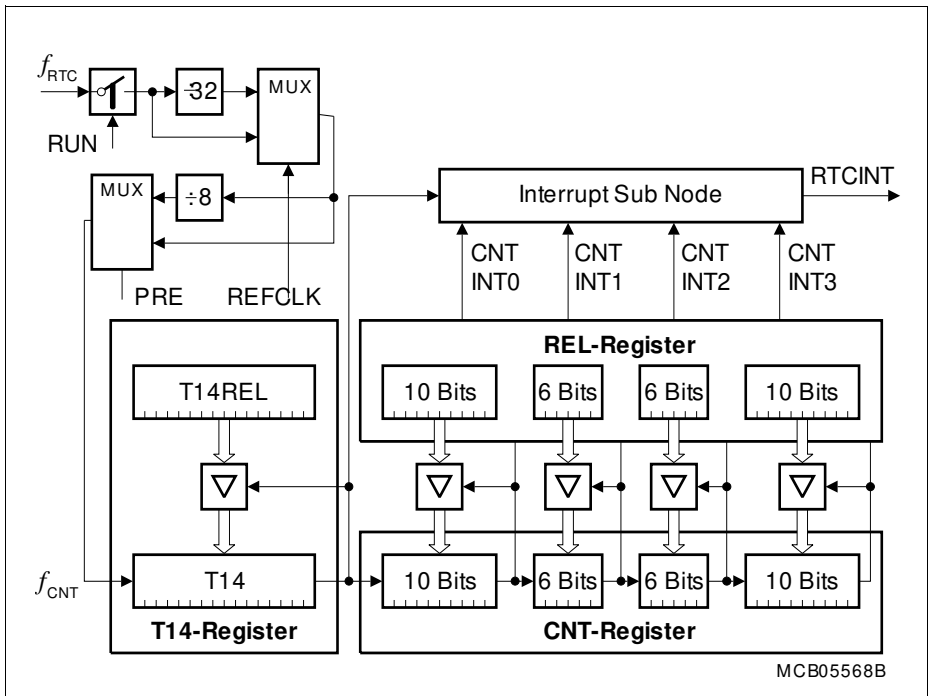 fRTC
÷32
MUX
RUN
MUX
÷8
Interrupt Sub Node
RTCINT
CNT
INT0
CNT
INT1
CNT
INT2
CNT
INT3
PRE
REFCLK
REL-Register
T14REL
10 Bits
6 Bits
6 Bits
10 Bits
fCNT
T14
10 Bits
6 Bits
6 Bits
10 Bits
T14-Register
CNT-Register
MCB05568B